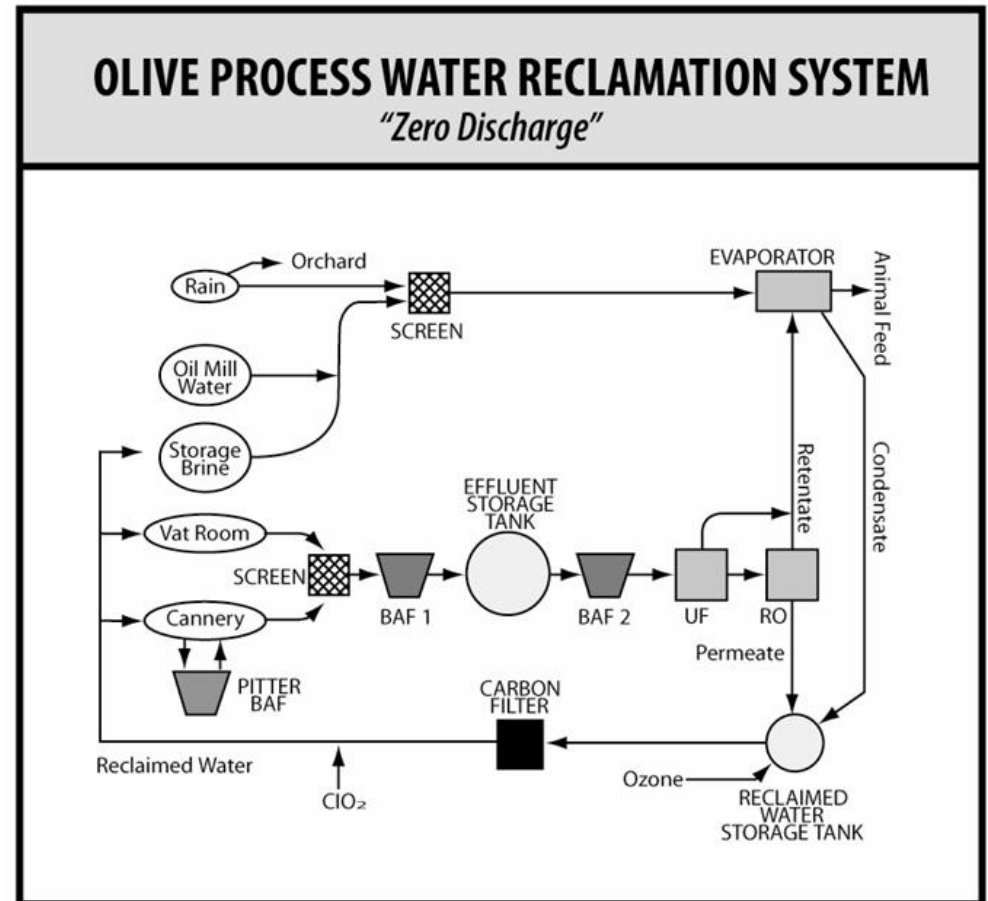 OLIVE PROCESS WATER RECLAMATION SYSTEM
“Zero Discharge”
EVAPORATOR
Orchard
Rain
Animal Feed
SCREEN
Oil Mill
Water
Storage
Brine
Retentate
Condensate
EFFLUENT
STORAGE
TANK
Vat Room
SCREEN
BAF 1
BAF 2
UF
RO
Cannery
Permeate
PITTER
BAF
CARBON
FILTER
Reclaimed Water
Ozone
ClO₂
RECLAIMED
WATER
STORAGE TANK